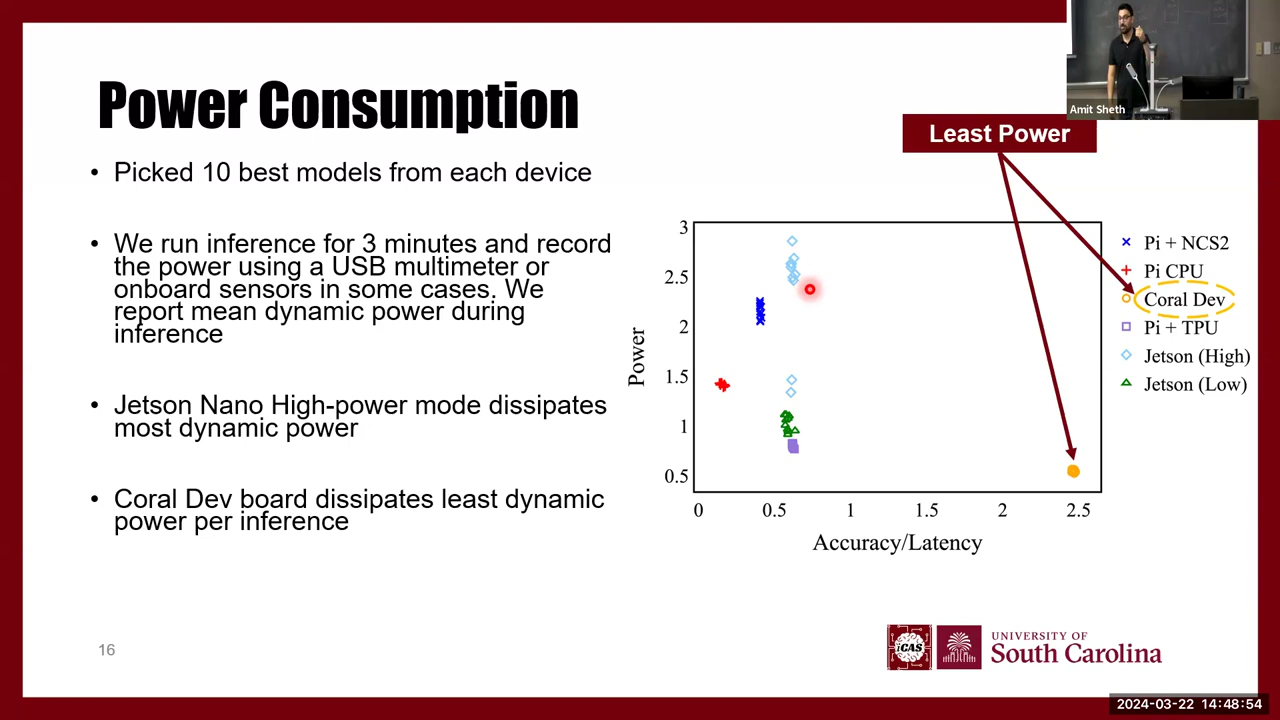 Power Consumption
• Picked 10 best models from each device
• We run inference for 3 minutes and record
the power using a USB multimeter or
onboard sensors in some cases. We
report mean dynamic power during
inference
• Jetson Nano High-power mode dissipates
most dynamic power
• Coral Dev board dissipates least dynamic
power per inference
16
Amit Sheth
Least Power
3
2.5
2
1.5
1
0.5
Power
0 0.5 1 1.5 2 2.5
Accuracy/Latency
Pi + NCS2
Pi CPU
Coral Dev
Pi + TPU
Jetson (High)
Jetson (Low)
iCAS
UNIVERSITY OF
South Carolina
2024-03-22 14:48:54